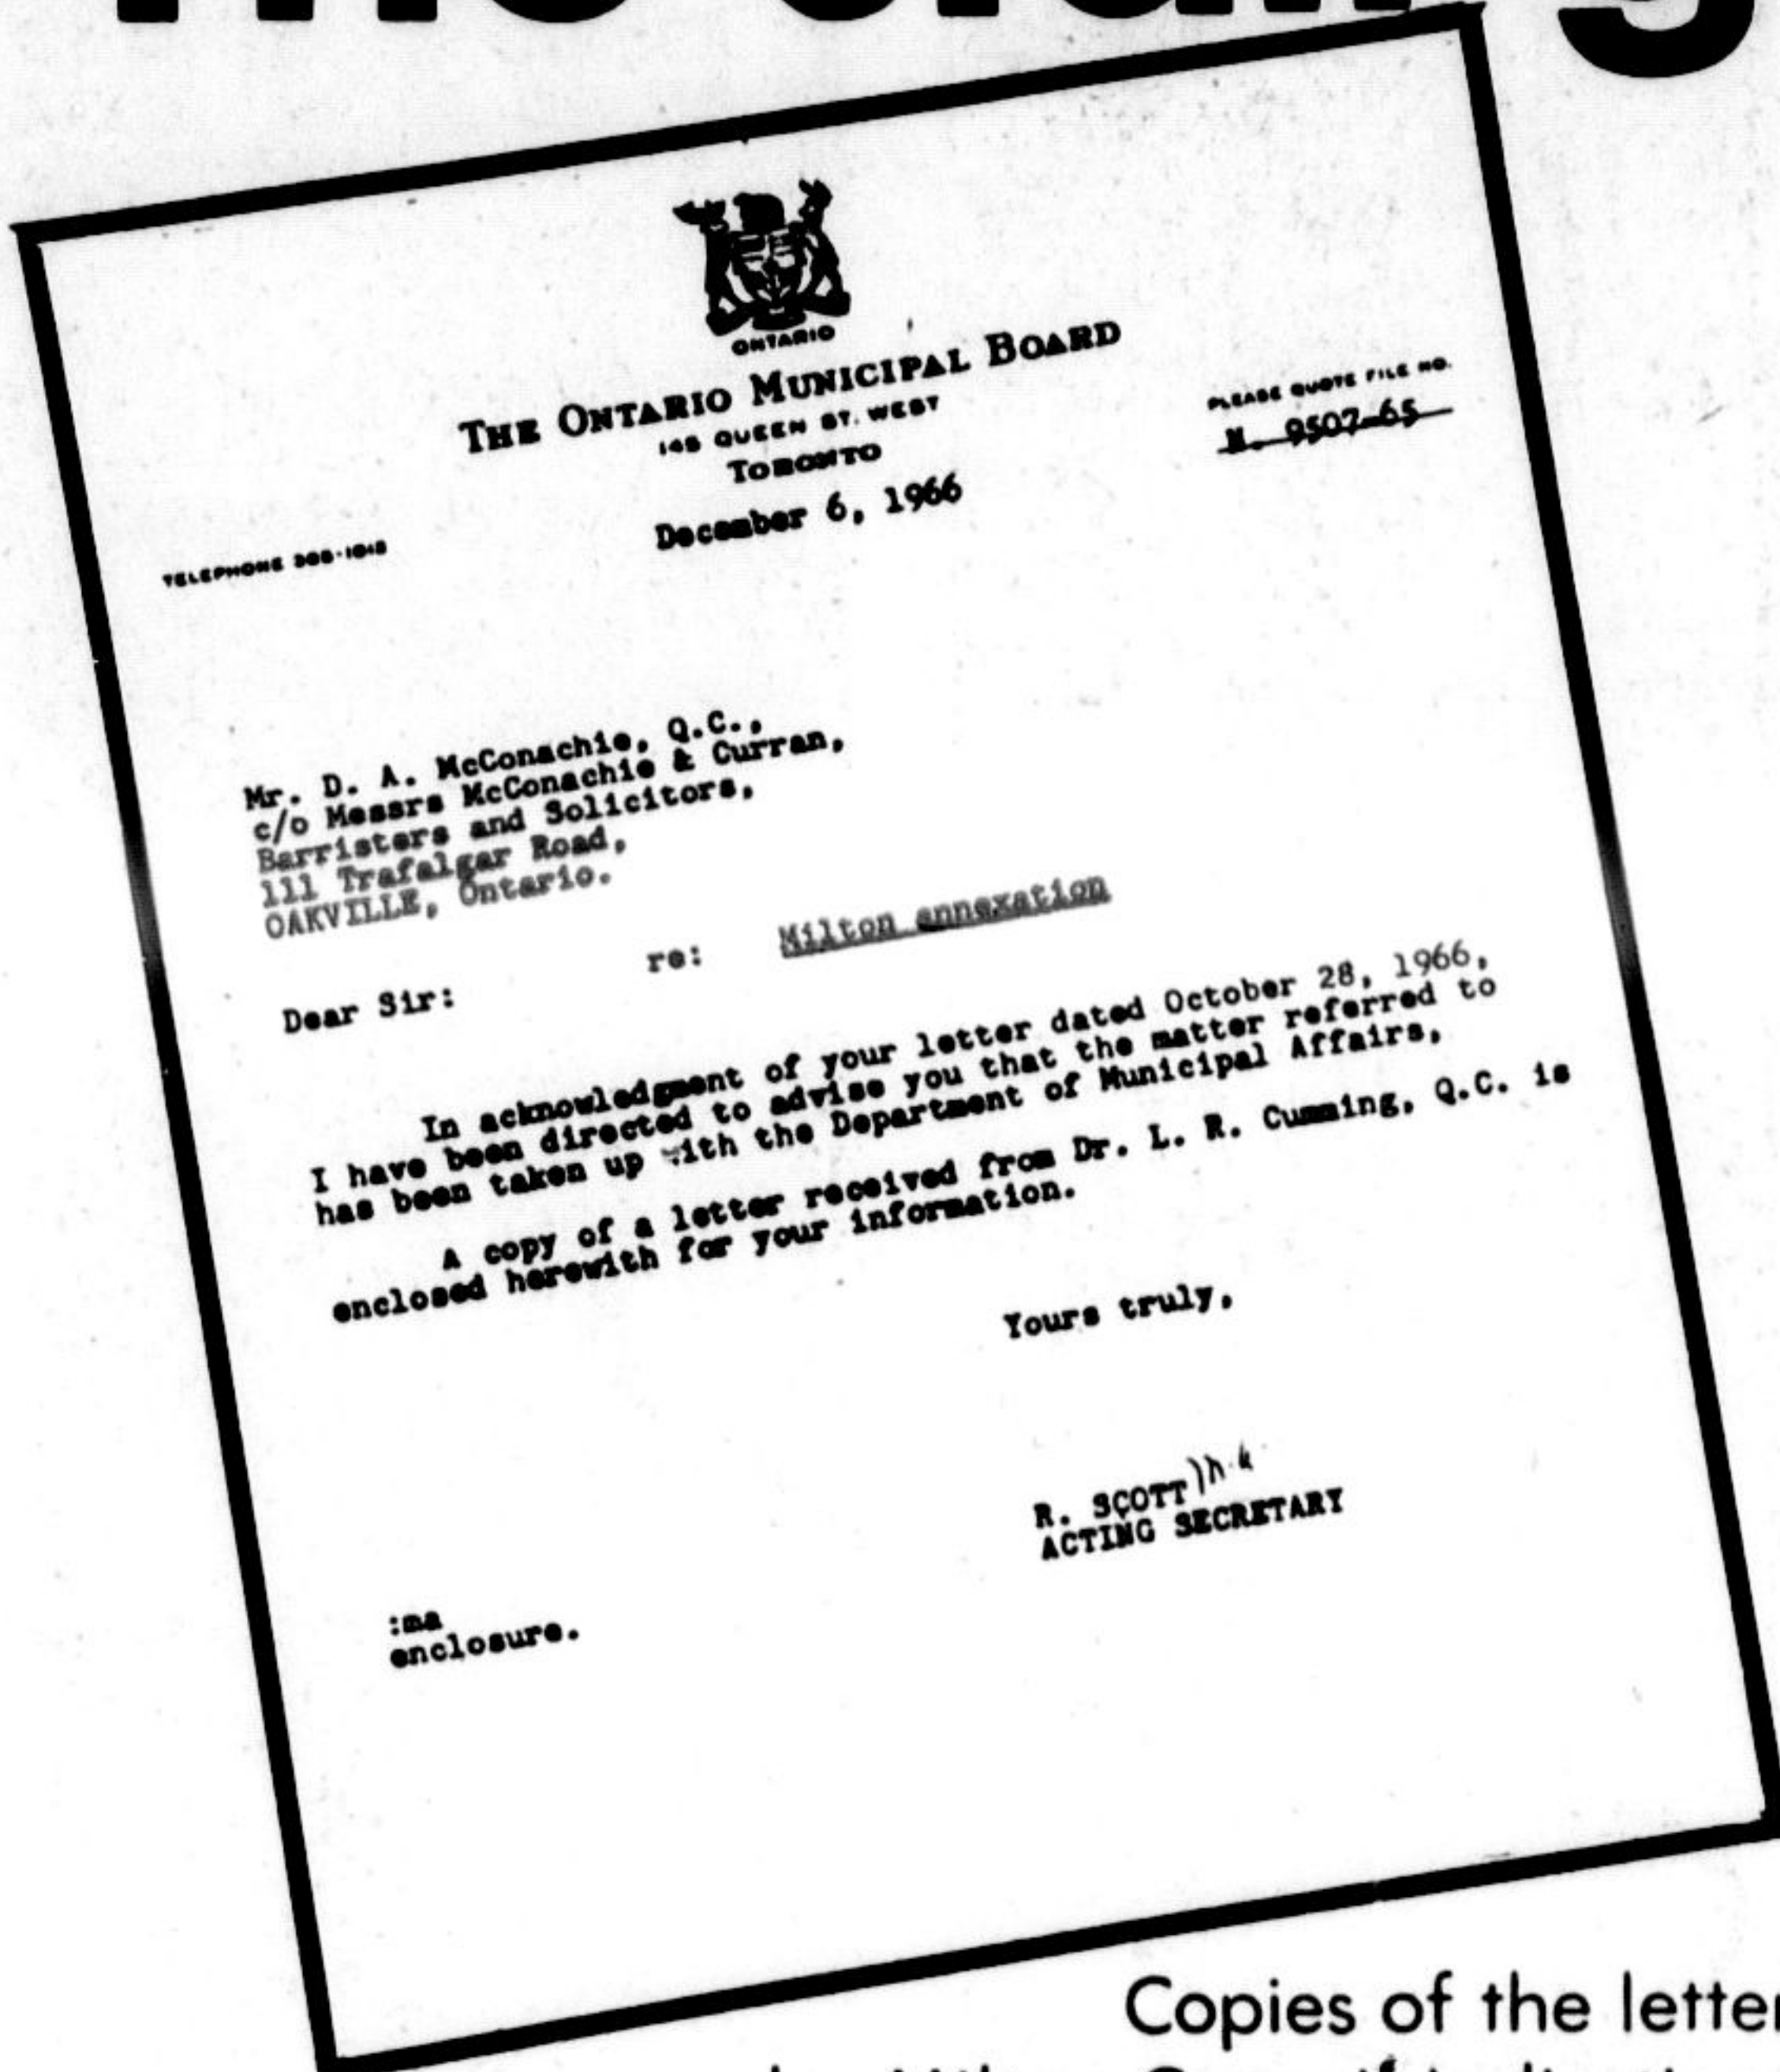 ONTARIO
THE ONTARIO MUNICIPAL BOARD
145 QUEEN ST. WEST
TORONTO
PLEASE QUOTE FILE NO.
M. 9507-65
December 6, 1966
TELEPHONE
Mr. D. A. McConachie, Q.C.,
c/o Messrs McConachie & Curran,
Barristers and Solicitors,
111 Trafalgar Road,
OAKVILLE, Ontario.
re: Milton annexation
Dear Sir:
In acknowledgment of your letter dated October 28, 1966,
I have been directed to advise you that the matter referred to
has been taken up with the Department of Municipal Affairs,
A copy of a letter received from Dr. L. R. Cumming, Q.C. is
enclosed herewith for your information.
Yours truly,
R. SCOTT
ACTING SECRETARY
:ma
enclosure.
Copies of the letter